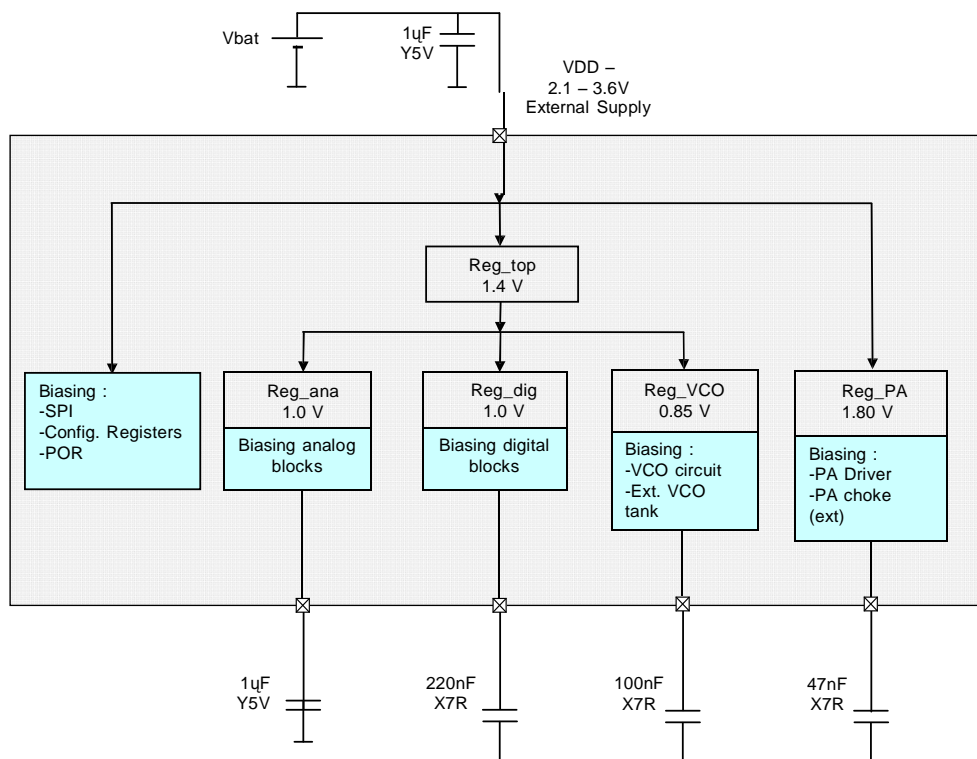 Vbat
1ųF
Y5V
VDD –
2.1 – 3.6V
External Supply
Reg_top
1.4 V
Biasing :
-SPI
-Config. Registers
-POR
Reg_ana
1.0 V
Biasing analog
blocks
Reg_dig
1.0 V
Biasing digital
blocks
Reg_VCO
0.85 V
Biasing :
-VCO circuit
-Ext. VCO
tank
Reg_PA
1.80 V
Biasing :
-PA Driver
-PA choke
(ext)
1ųF
Y5V
220nF
X7R
100nF
X7R
47nF
X7R